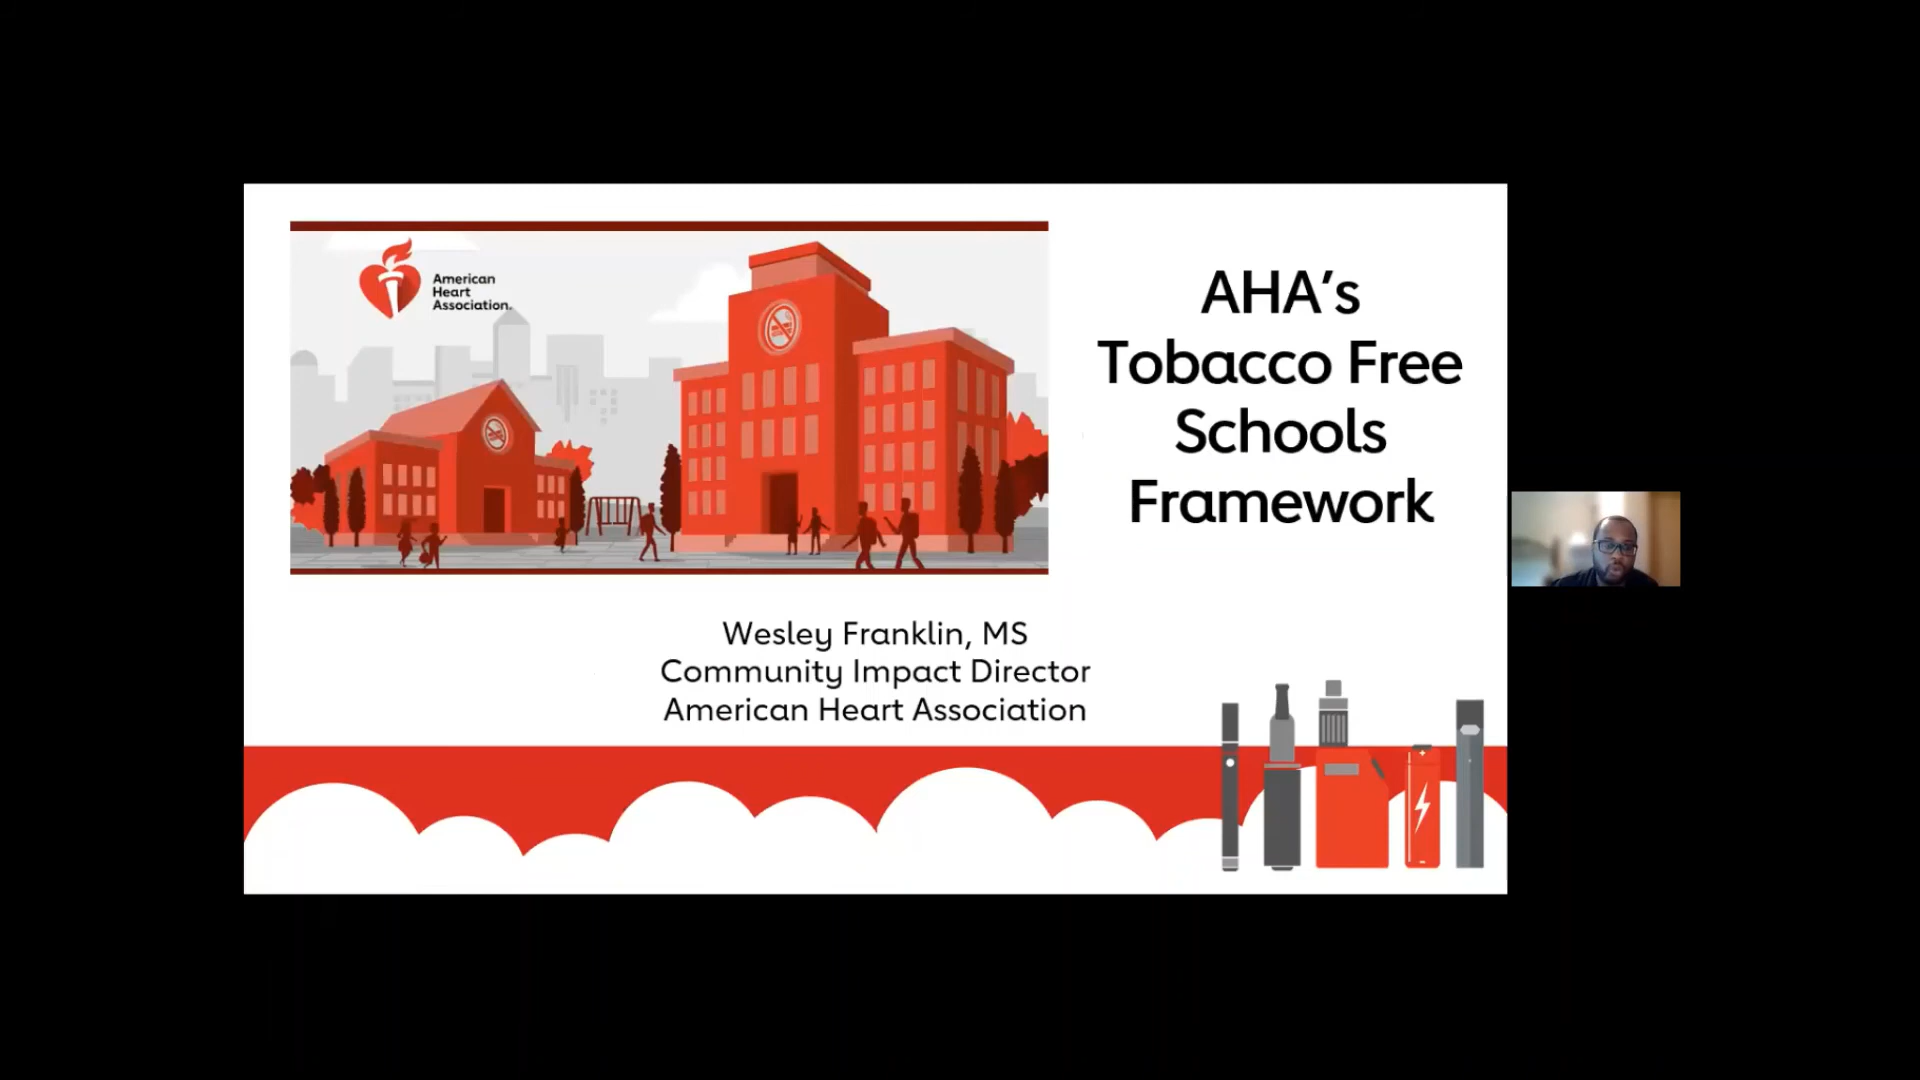 American
Heart
Association.
AHA's
Tobacco Free
Schools
Framework
Wesley Franklin, MS
Community Impact Director
American Heart Association